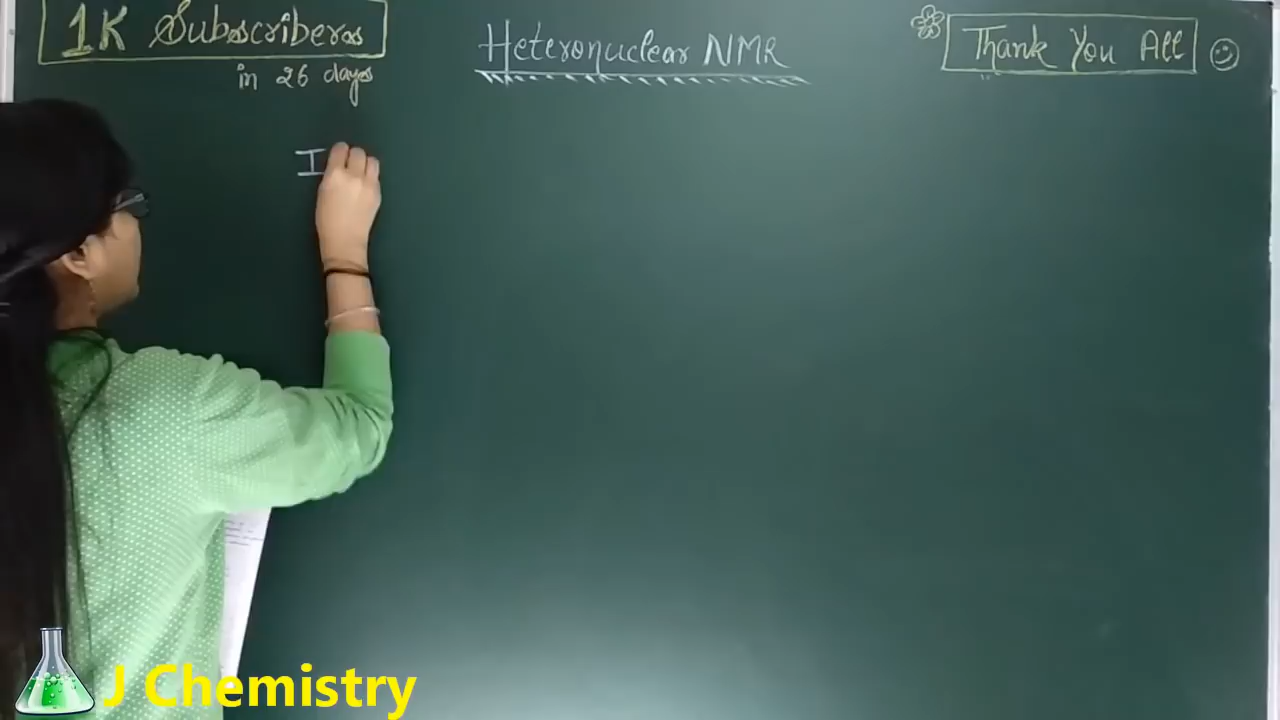 1K Subscribers
in 26 days
Heteronuclear NMR
Thank You All
I
J Chemistry